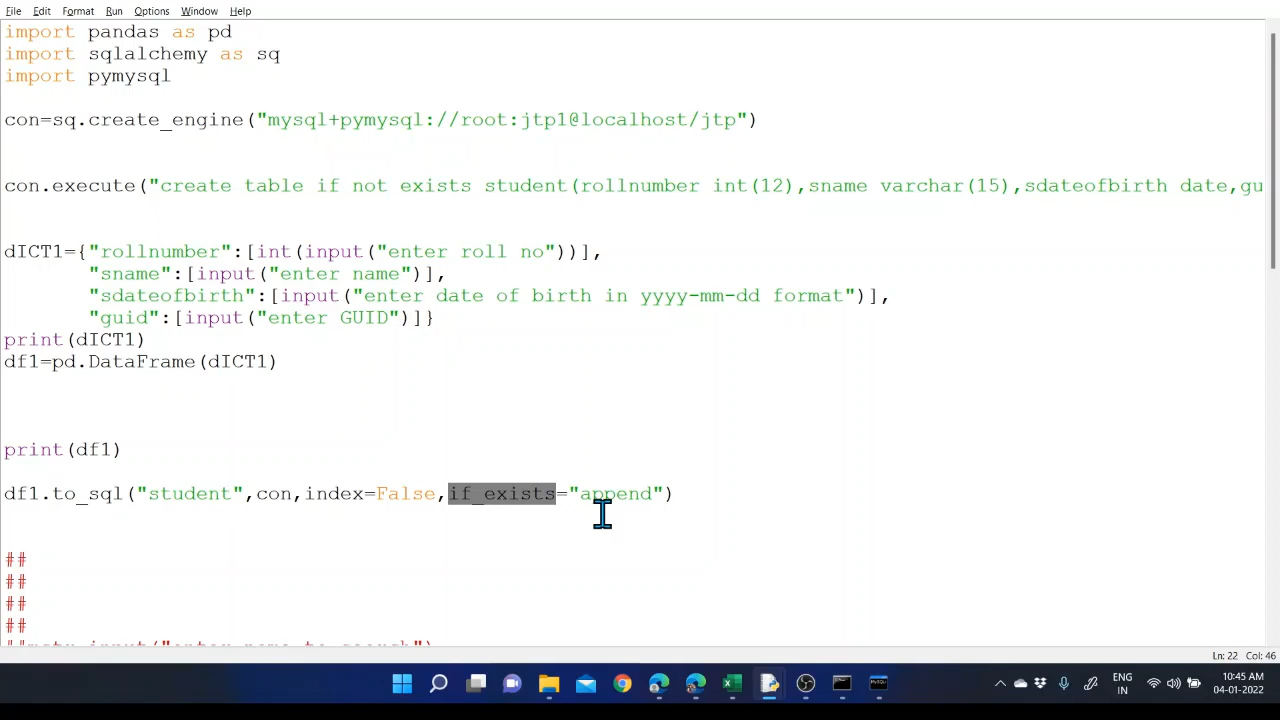 File Edit Format Run Options Window Help
import pandas as pd
import sqlalchemy as sq
import pymysql
con=sq.create_engine("mysql+pymysql://root:jtp1@localhost/jtp")
con.execute("create table if not exists student(rollnumber int(12),sname varchar(15),sdateofbirth date,gu
dICT1={"rollnumber":[int(input("enter roll no"))],
"sname":[input("enter name")],
"sdateofbirth":[input("enter date of birth in yyyy-mm-dd format")],
"guid":[input("enter GUID")]}
print(dICT1)
df1=pd.DataFrame(dICT1)
print(df1)
df1.to_sql("student",con,index=False,if_exists="append")
##
##
##
##
Ln: 22 Col: 46
ENG
IN
10:45 AM
04-01-2022